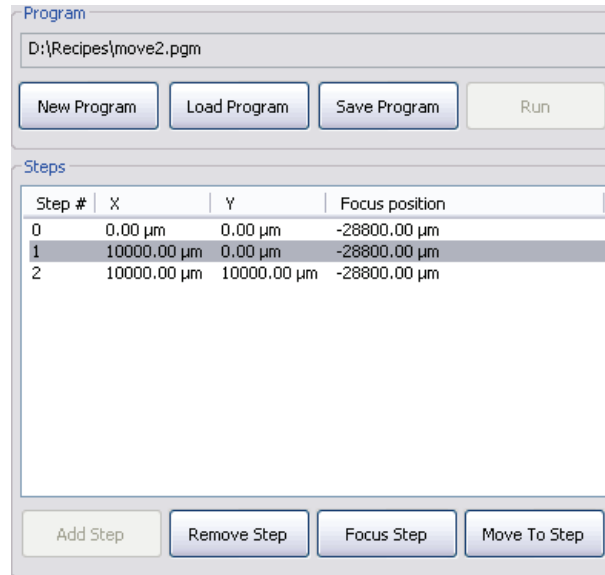 Program
D:\Recipes\move2.pgm
New Program Load Program Save Program Run
Steps
Step # X Y Focus position
0 0.00 µm 0.00 µm -28800.00 µm
1 10000.00 µm 0.00 µm -28800.00 µm
2 10000.00 µm 10000.00 µm -28800.00 µm
Add Step Remove Step Focus Step Move To Step